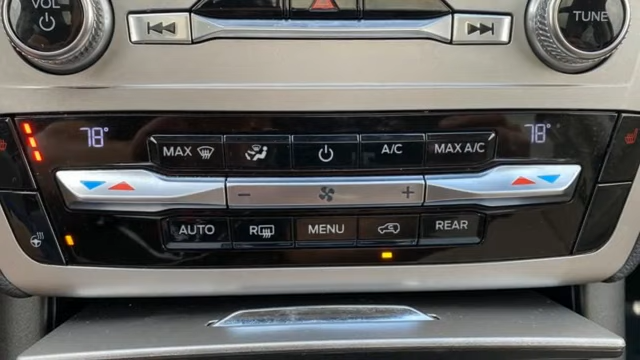 VOL
TUNE
78° 78°
MAX A/C MAX A/C
− +
AUTO R MENU REAR